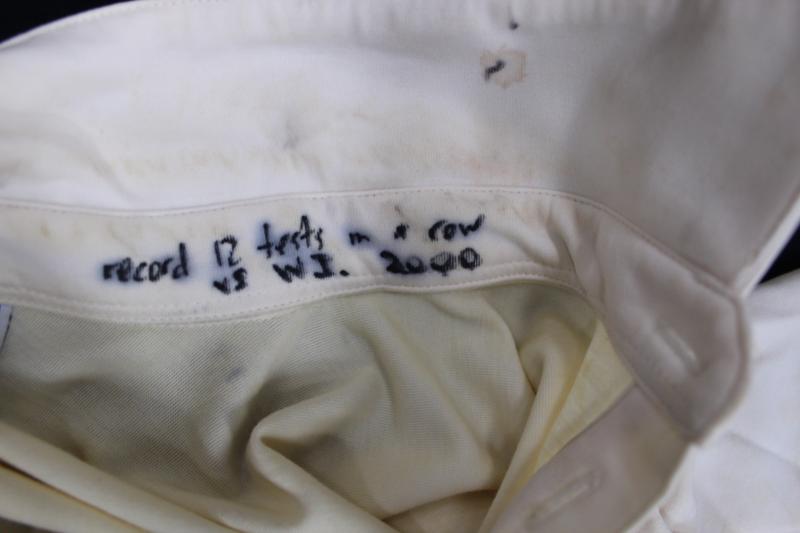 record 12 tests in a row
vs W.I. 2000